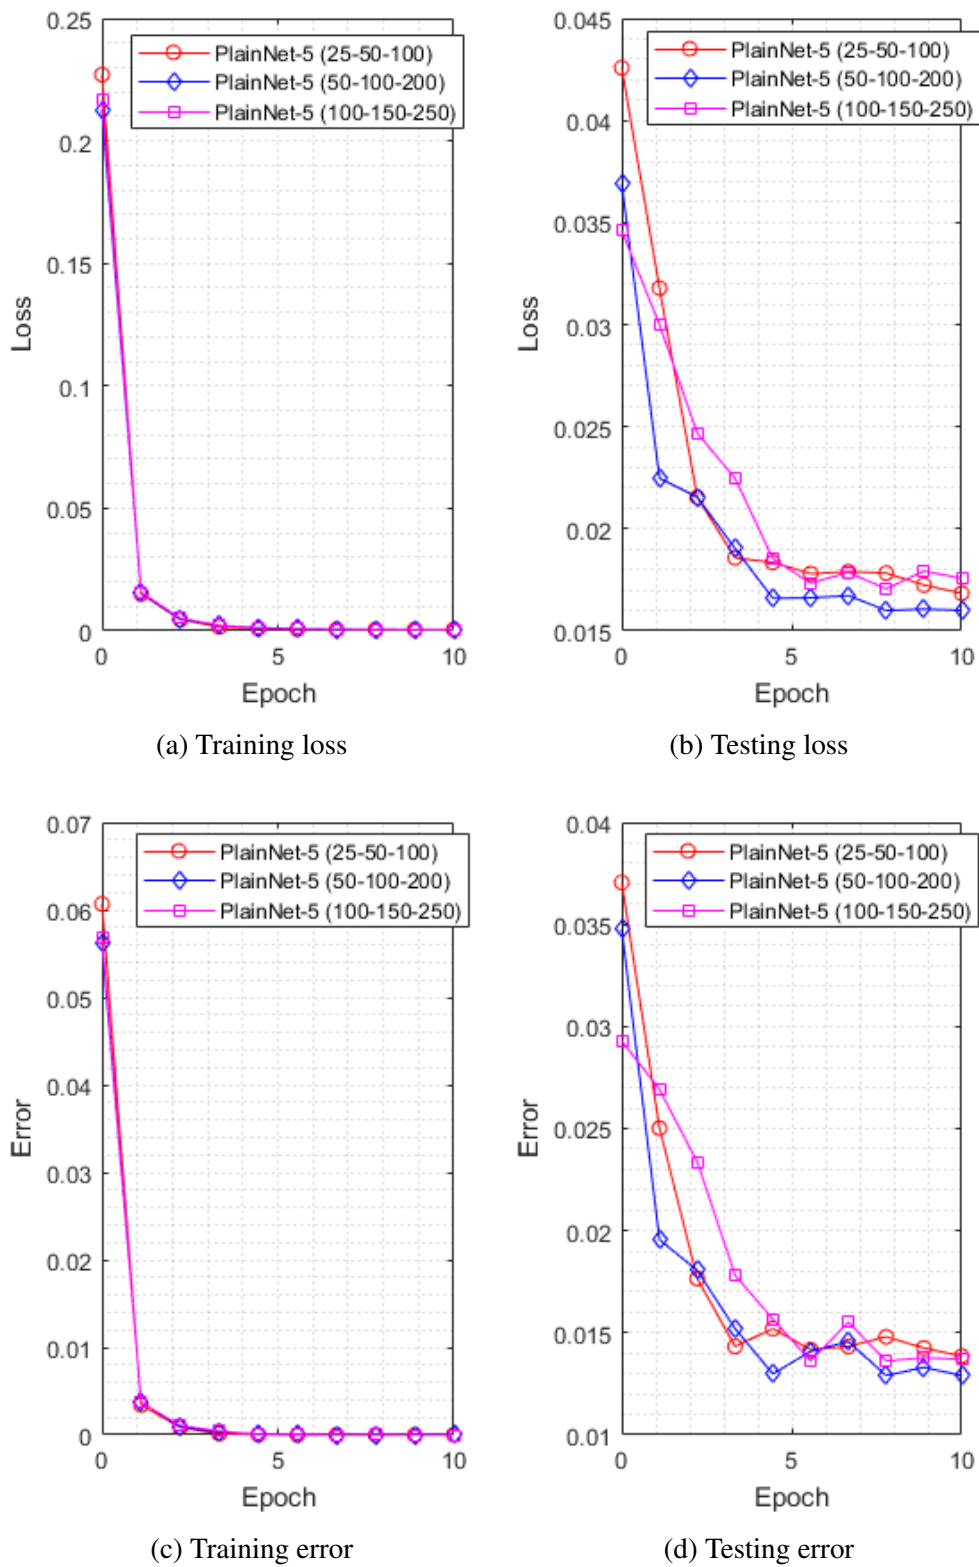 0.25
0.2
0.15
0.1
0.05
0
0
5
10
Loss
Epoch
PlainNet-5 (25-50-100)
PlainNet-5 (50-100-200)
PlainNet-5 (100-150-250)
(a) Training loss
0.045
0.04
0.035
0.03
0.025
0.02
0.015
0
5
10
Loss
Epoch
PlainNet-5 (25-50-100)
PlainNet-5 (50-100-200)
PlainNet-5 (100-150-250)
(b) Testing loss
0.07
0.06
0.05
0.04
0.03
0.02
0.01
0
0
5
10
Error
Epoch
PlainNet-5 (25-50-100)
PlainNet-5 (50-100-200)
PlainNet-5 (100-150-250)
(c) Training error
0.04
0.035
0.03
0.025
0.02
0.015
0.01
0
5
10
Error
Epoch
PlainNet-5 (25-50-100)
PlainNet-5 (50-100-200)
PlainNet-5 (100-150-250)
(d) Testing error